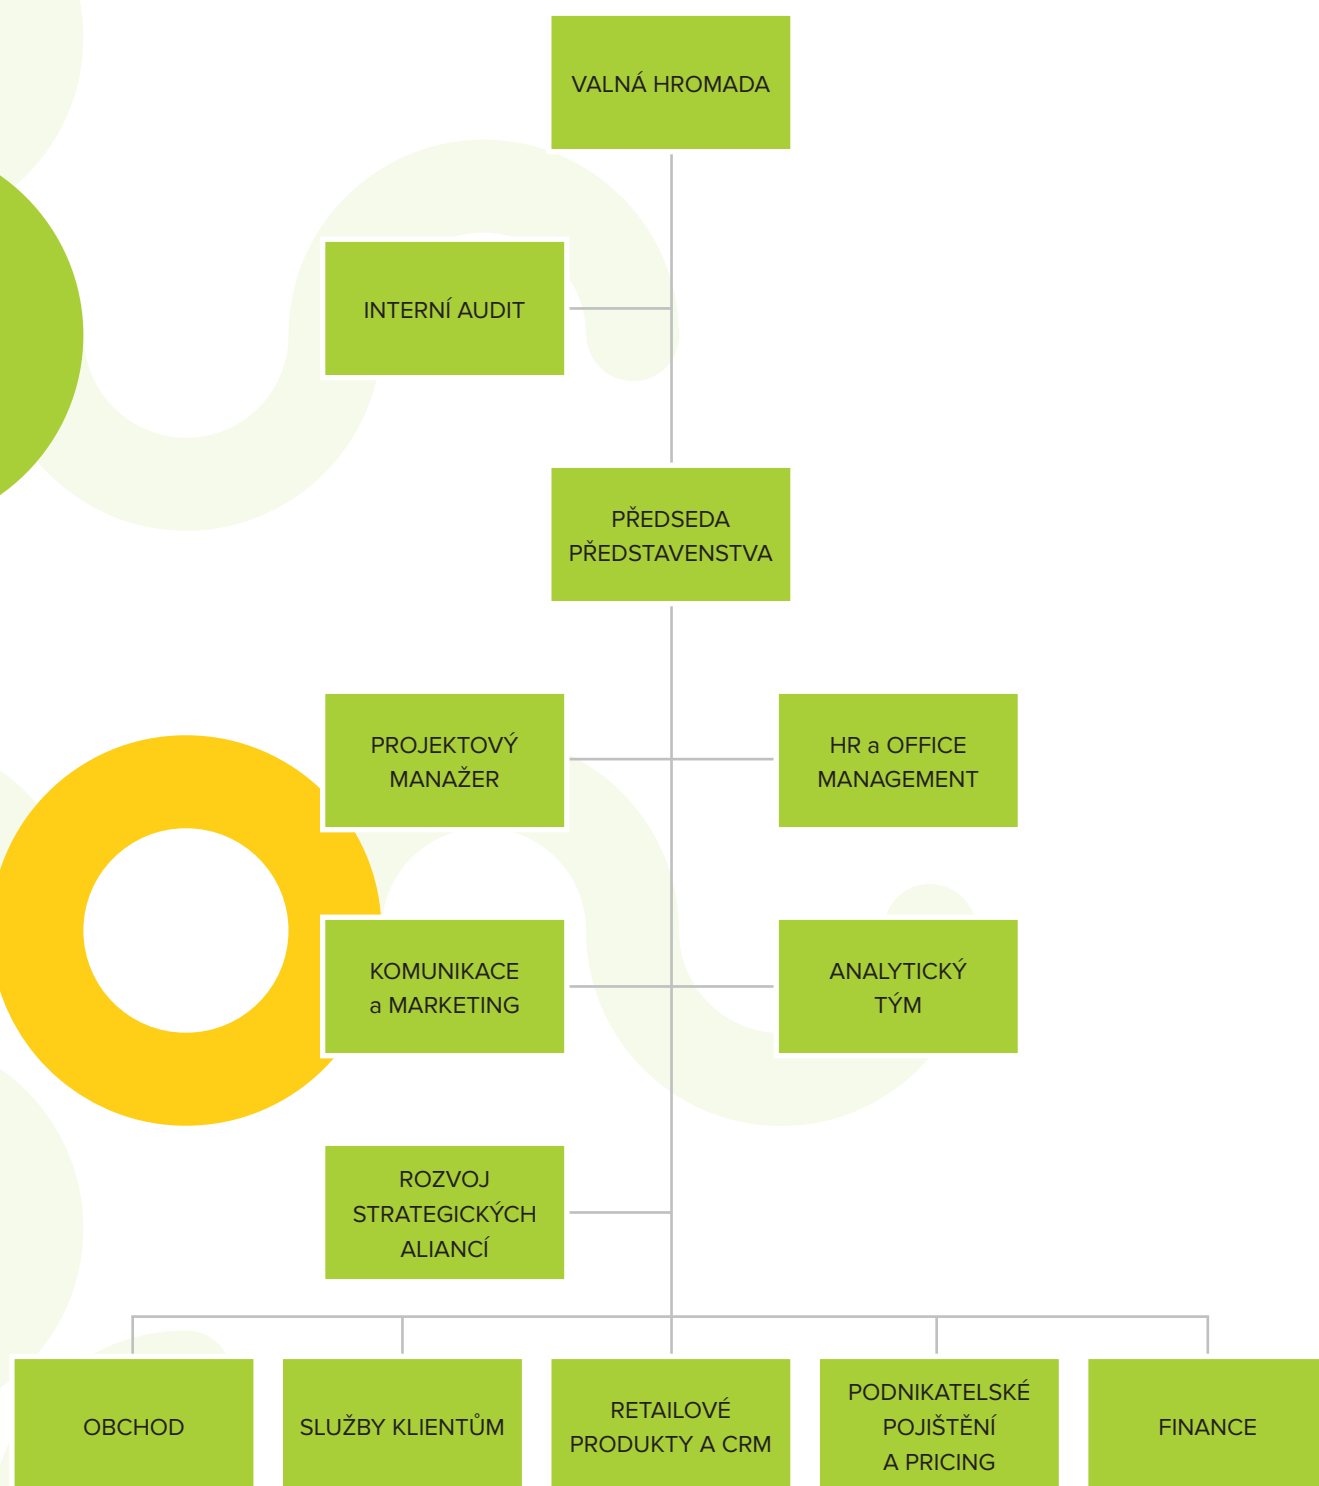 VALNÁ HROMADA
INTERNÍ AUDIT
PŘEDSEDA
PŘEDSTAVENSTVA
PROJEKTOVÝ
MANAŽER
HR a OFFICE
MANAGEMENT
KOMUNIKACE
a MARKETING
ANALYTICKÝ
TÝM
ROZVOJ
STRATEGICKÝCH
ALIANCÍ
OBCHOD
SLUŽBY KLIENTŮM
RETAILOVÉ
PRODUKTY A CRM
PODNIKATELSKÉ
POJIŠTĚNÍ
A PRICING
FINANCE